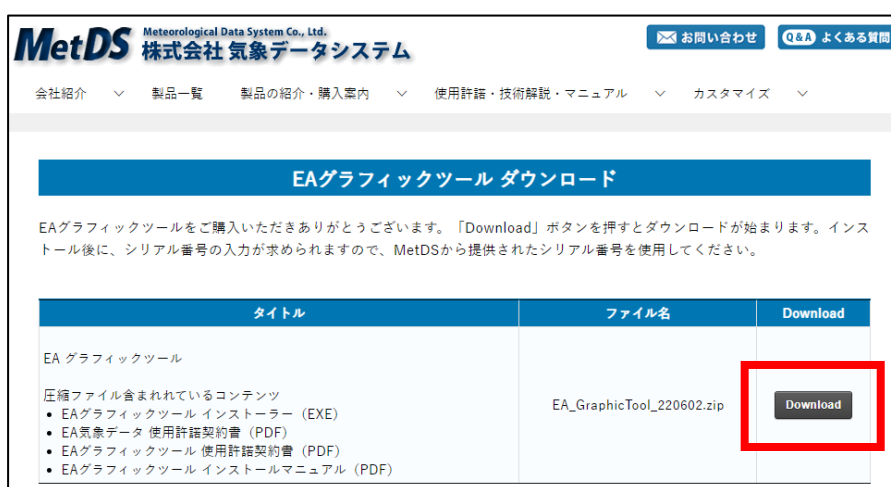 MetDS Meteorological Data System Co., Ltd.
株式会社 気象データシステム
お問い合わせ
Q&A よくある質問
会社紹介 製品一覧 製品の紹介・購入案内 使用許諾・技術解説・マニュアル カスタマイズ
EAグラフィックツール ダウンロード
EAグラフィックツールをご購入いただきありがとうございます。「Download」ボタンを押すとダウンロードが始まります。インス
トール後に、シリアル番号の入力が求められますので、MetDSから提供されたシリアル番号を使用してください。
タイトル ファイル名 Download
EA グラフィックツール
圧縮ファイル含まれれているコンテンツ
• EAグラフィックツール インストーラー（EXE）
• EA気象データ 使用許諾契約書（PDF）
• EAグラフィックツール 使用許諾契約書（PDF）
• EAグラフィックツール インストールマニュアル（PDF）
EA_GraphicTool_220602.zip
Download